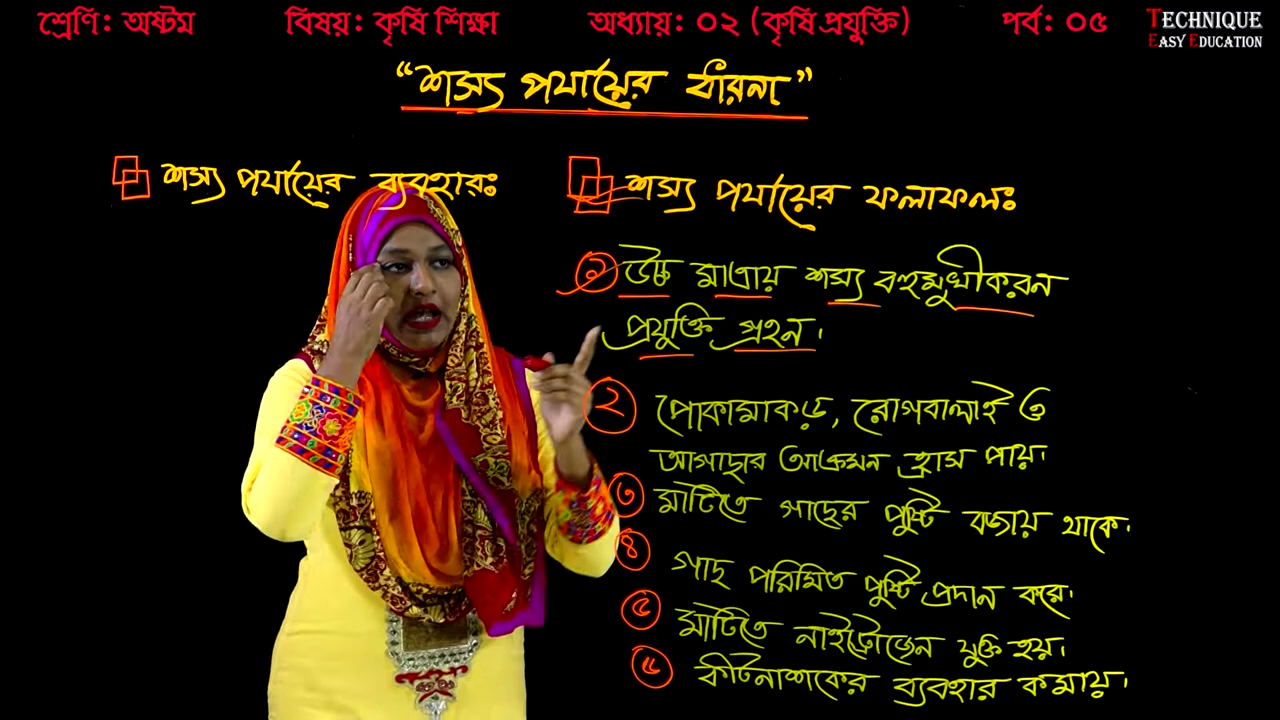 শ্রেণি: অষ্টম বিষয়: কৃষি শিক্ষা অধ্যায়: ০২ (কৃষি প্রযুক্তি) পর্ব: ০৫
TECHNIQUE
EASY EDUCATION
“শস্য পর্যায়ের ধারনা”
শস্য পর্যায়ের ব্যবহারঃ
শস্য পর্যায়ের ফলাফলঃ
১ উচ্চ মাত্রায় শস্য বহুমুখীকরন
প্রযুক্তি গ্রহন।
২ পোকামাকড়, রোগবালাই ও
আগাছার আক্রমন হ্রাস পায়।
৩ মাটিতে গাছের পুষ্টি বজায় থাকে।
৪ গাছ পরিমিত পুষ্টি প্রদান করে।
৫ মাটিতে নাইট্রোজেন যুক্ত হয়।
৬ কীটনাশকের ব্যবহার কমায়।